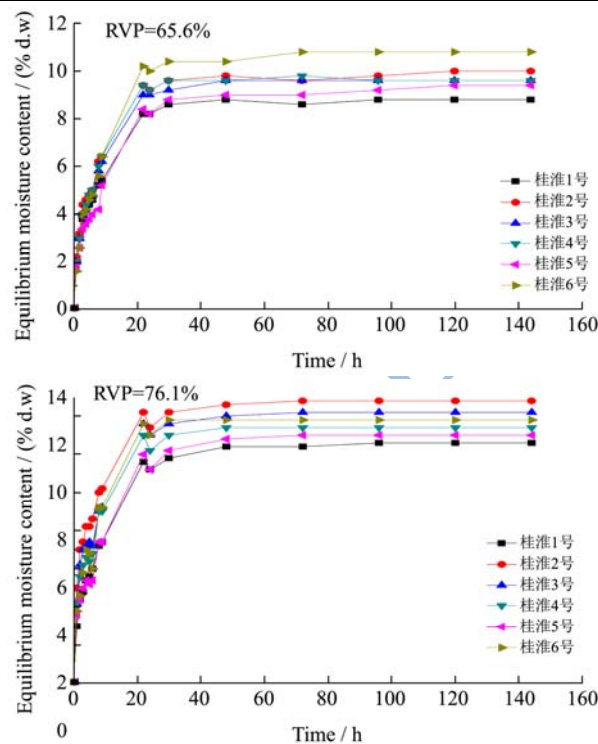 RVP=65.6%
Equilibrium moisture content / (% d.w)
12
10
8
6
4
2
0
桂淮1号
桂淮2号
桂淮3号
桂淮4号
桂淮5号
桂淮6号
0 20 40 60 80 100 120 140 160
Time / h
RVP=76.1%
Equilibrium moisture content / (% d.w)
14
12
10
8
6
4
2
0
桂淮1号
桂淮2号
桂淮3号
桂淮4号
桂淮5号
桂淮6号
0 20 40 60 80 100 120 140 160
Time / h